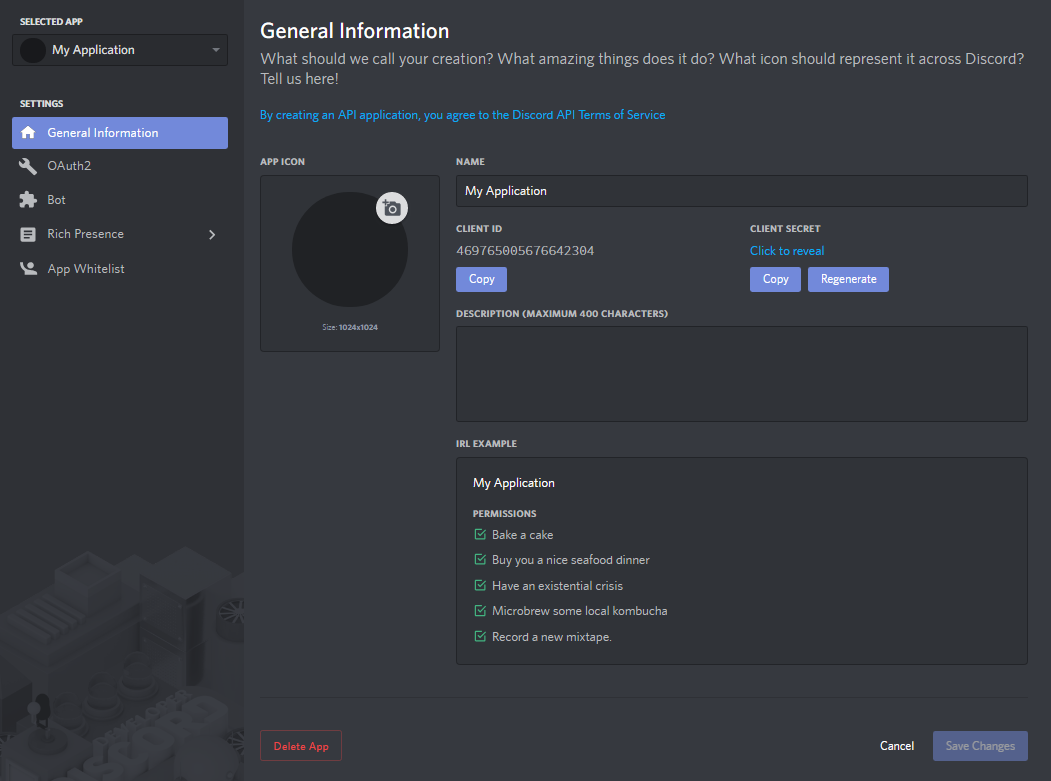 SELECTED APP
My Application
SETTINGS
General Information
OAuth2
Bot
Rich Presence
App Whitelist
General Information
What should we call your creation? What amazing things does it do? What icon should represent it across Discord?
Tell us here!
By creating an API application, you agree to the Discord API Terms of Service
APP ICON
Size: 1024x1024
NAME
My Application
CLIENT ID
469765005676642304
Copy
CLIENT SECRET
Click to reveal
Copy Regenerate
DESCRIPTION (MAXIMUM 400 CHARACTERS)
IRL EXAMPLE
My Application
PERMISSIONS
Bake a cake
Buy you a nice seafood dinner
Have an existential crisis
Microbrew some local kombucha
Record a new mixtape.
Delete App
Cancel
Save Changes